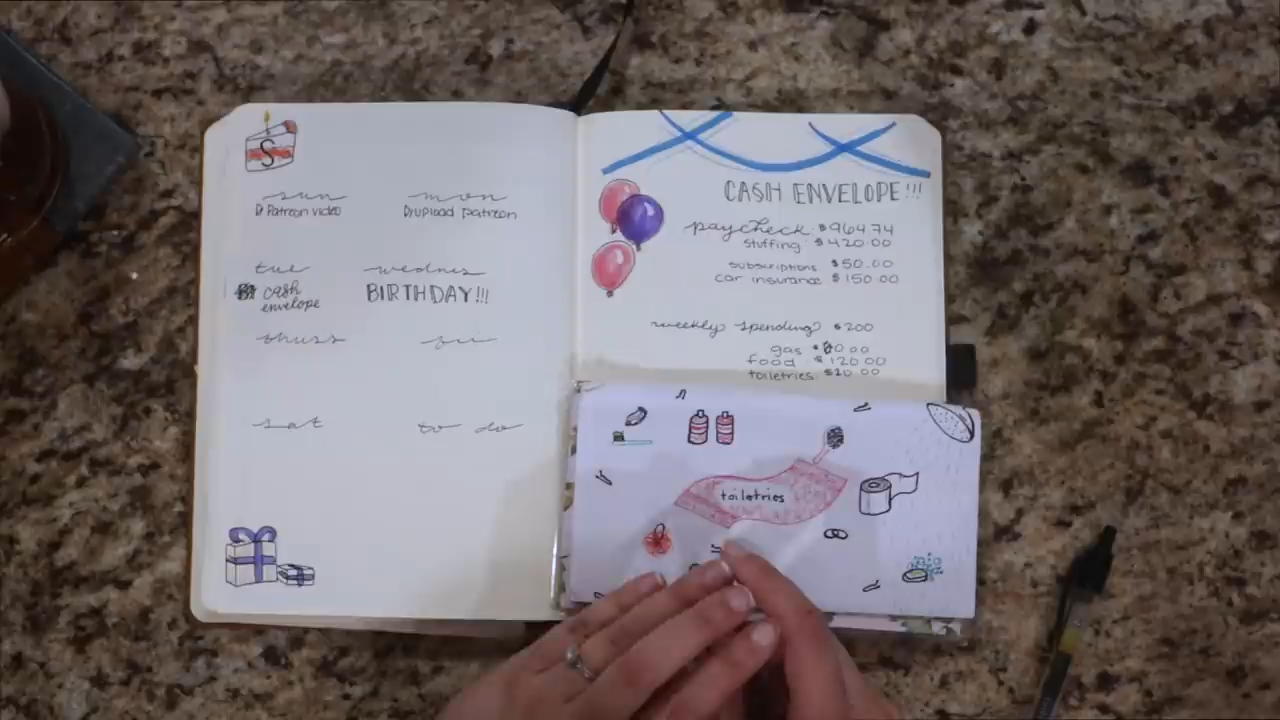 S
sun
mon
Patreon video
upload patreon
tue
wednes
cash
envelope
BIRTHDAY!!!
thurs
fri
sat
to do
CASH ENVELOPE!!!
paycheck: $964.74
stuffing: $420.00
subscriptions $50.00
car insurance $150.00
weekly spending $200
food $120.00
gas
toiletries:
toiletries